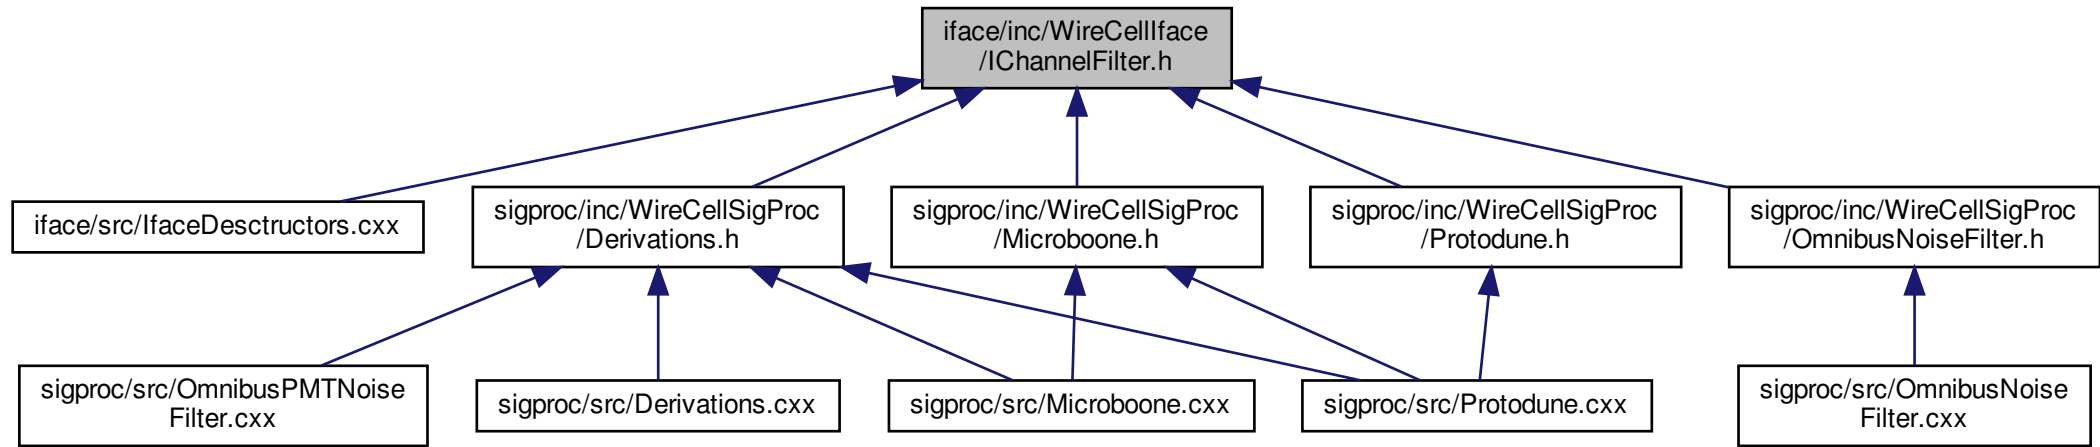 iface/inc/WireCellIface
/IChannelFilter.h
iface/src/IfaceDesctructors.cxx
sigproc/inc/WireCellSigProc
/Derivations.h
sigproc/inc/WireCellSigProc
/Microboone.h
sigproc/inc/WireCellSigProc
/Protodune.h
sigproc/inc/WireCellSigProc
/OmnibusNoiseFilter.h
sigproc/src/OmnibusPMTNoise
Filter.cxx
sigproc/src/Derivations.cxx
sigproc/src/Microboone.cxx
sigproc/src/Protodune.cxx
sigproc/src/OmnibusNoise
Filter.cxx